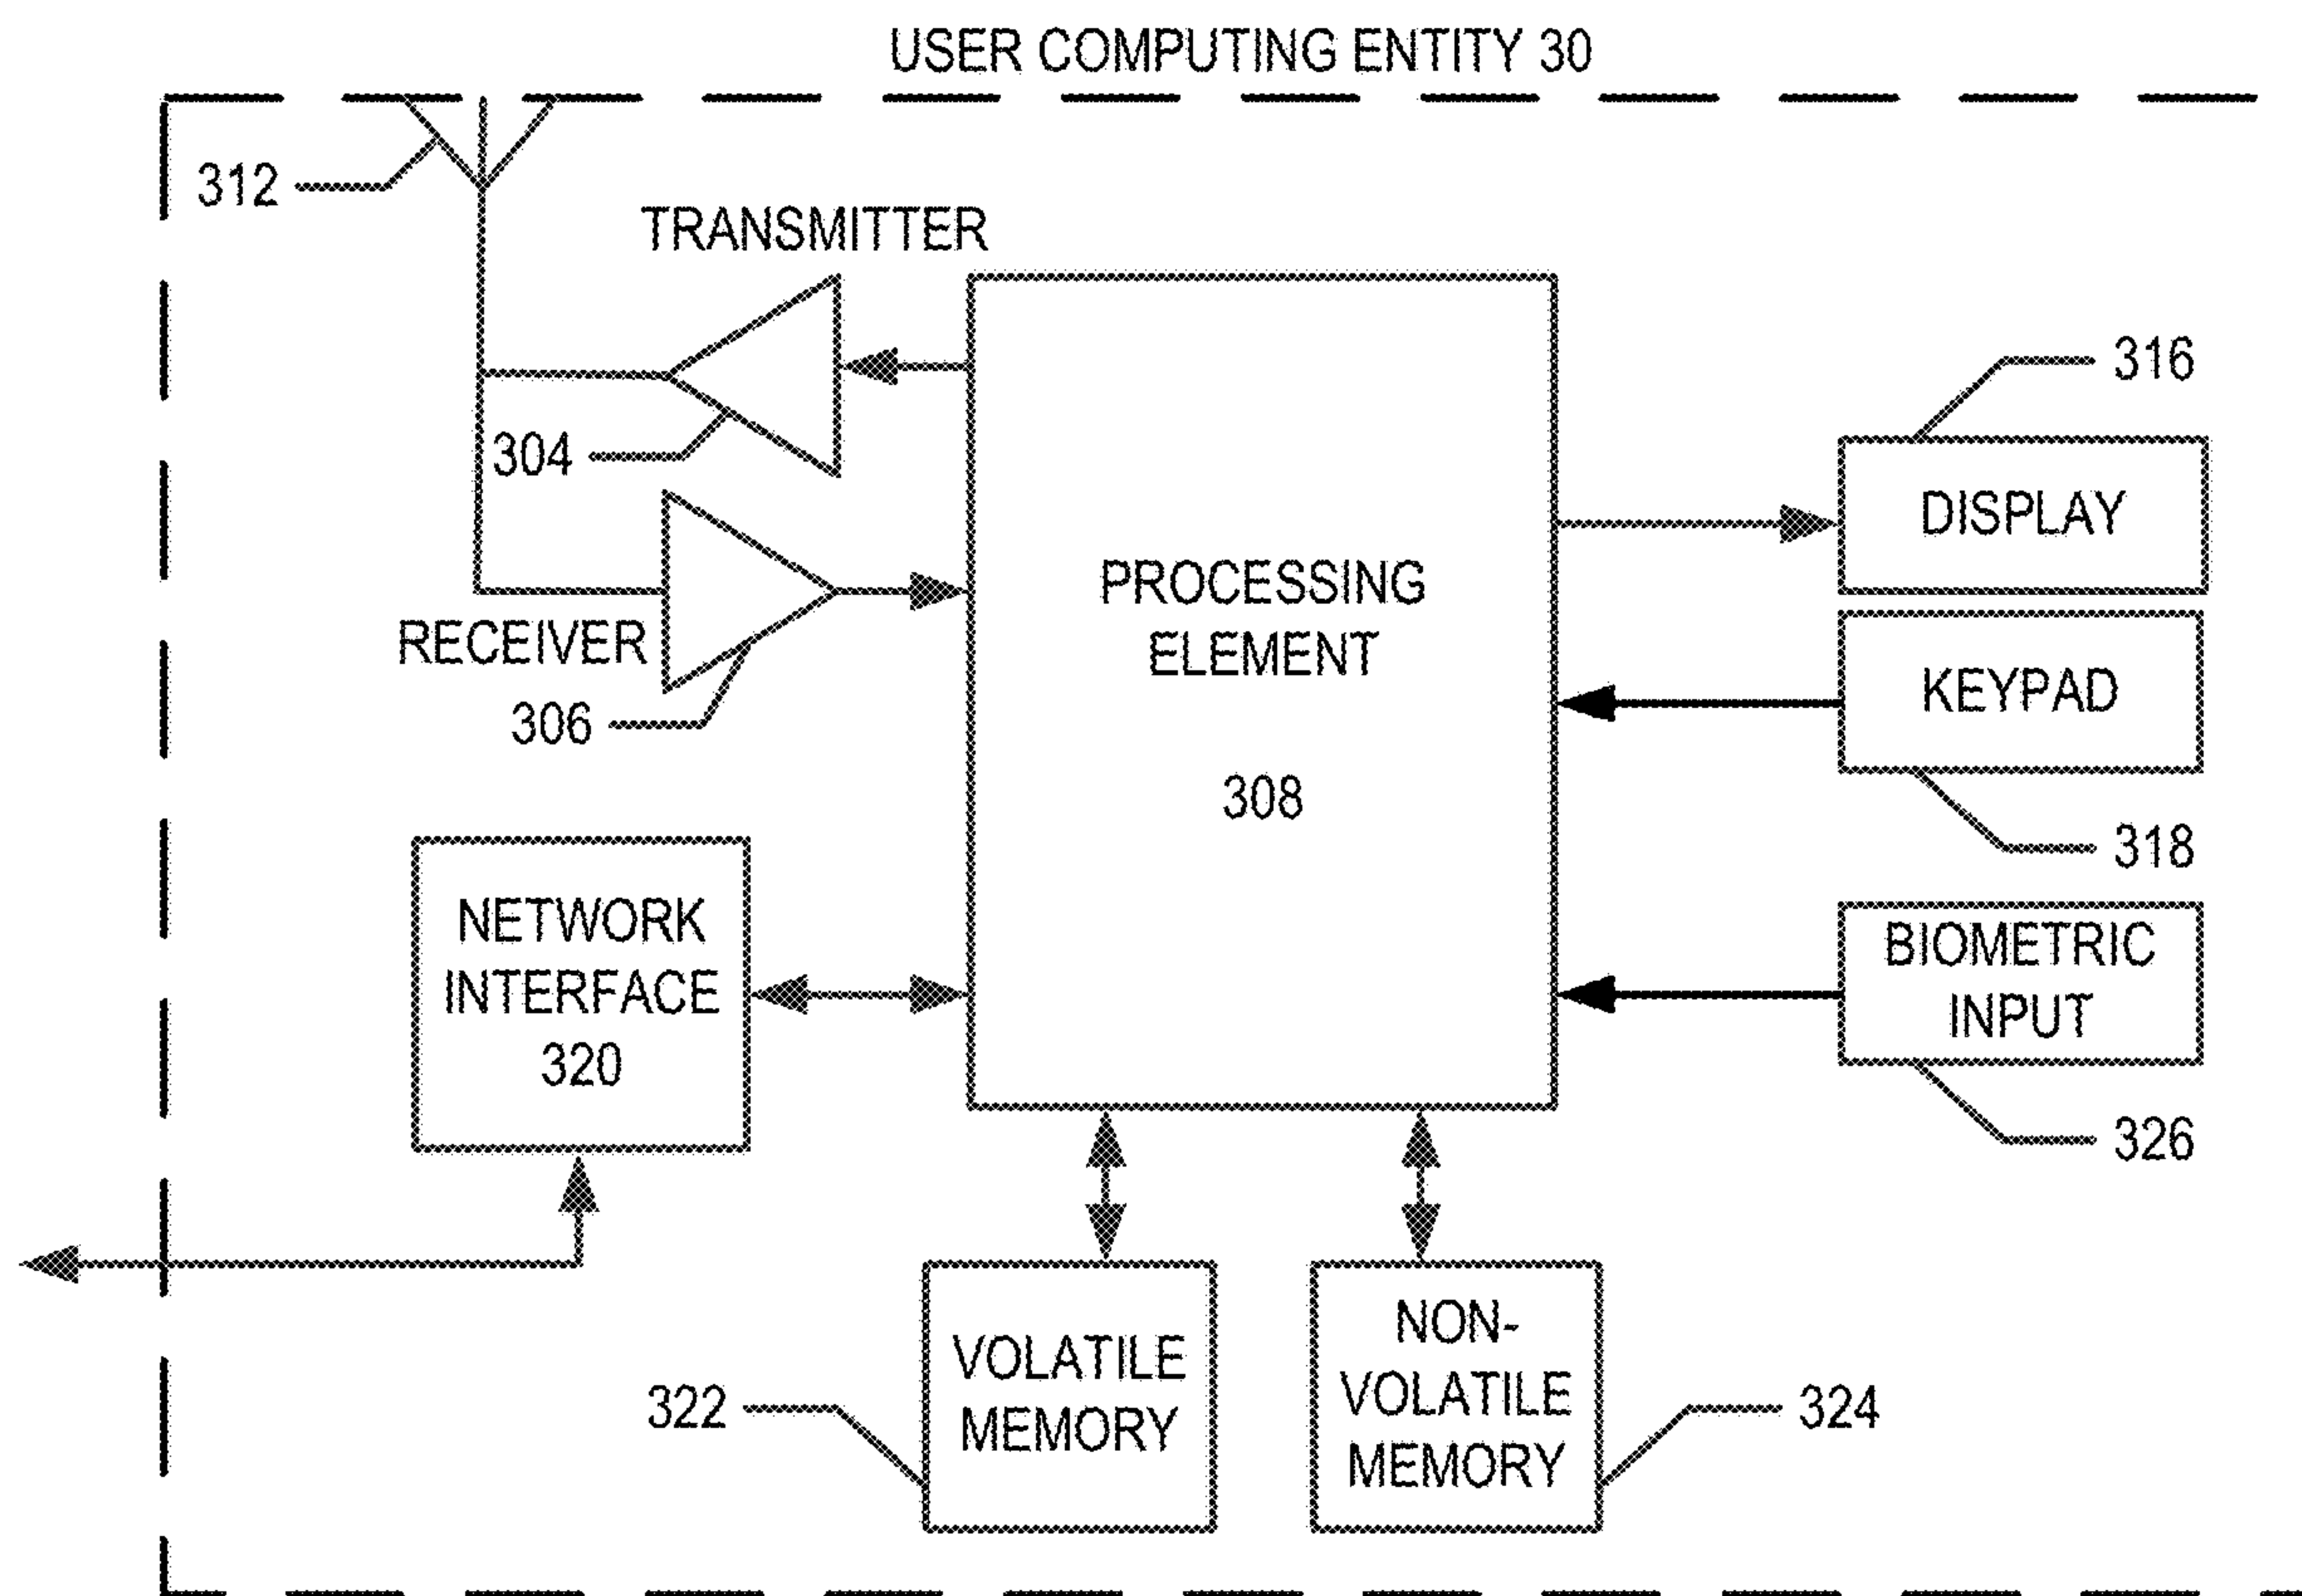 USER COMPUTING ENTITY 30
312
TRANSMITTER
304
RECEIVER
306
PROCESSING
ELEMENT
308
316
DISPLAY
KEYPAD
318
NETWORK
INTERFACE
320
BIOMETRIC
INPUT
326
VOLATILE
MEMORY
322
NON-
VOLATILE
MEMORY
324